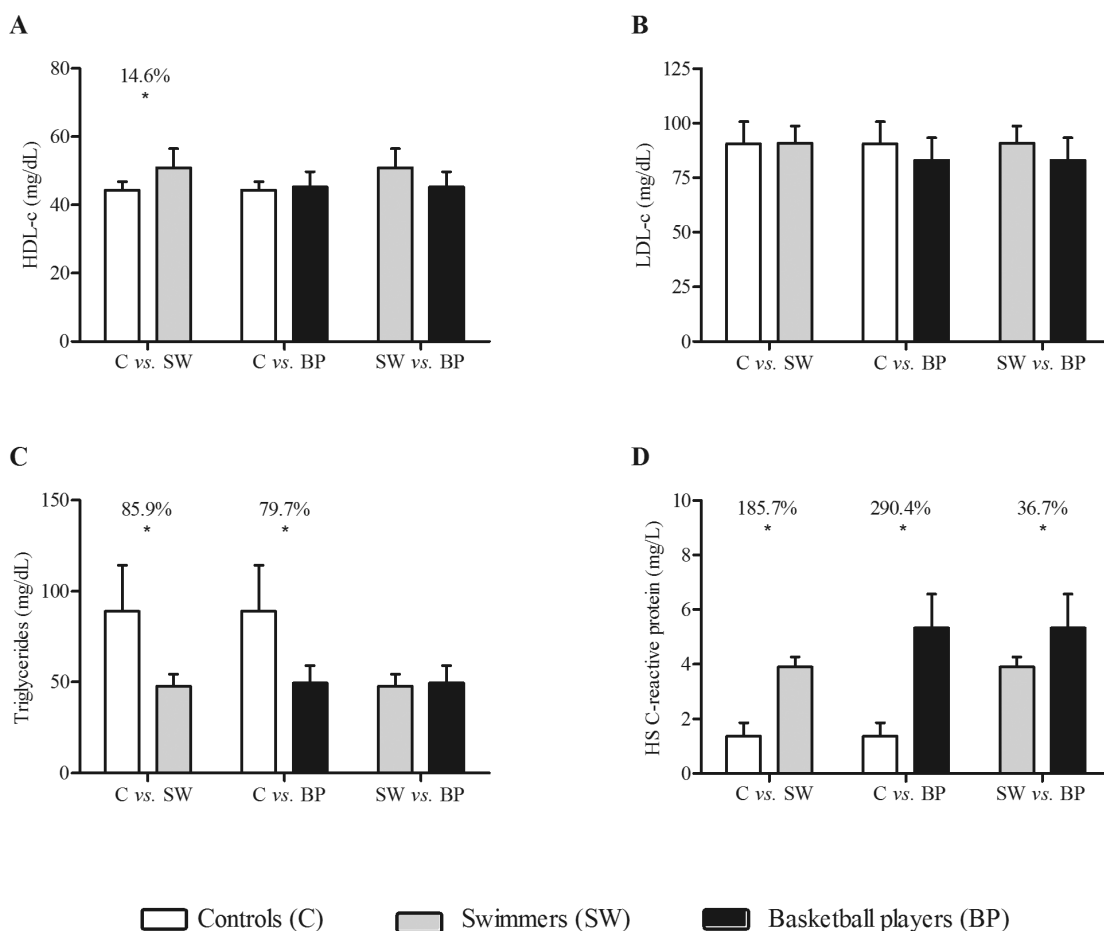 A
HDL-c (mg/dL)
80
60
40
20
0
14.6%
*
C vs. SW
C vs. BP
SW vs. BP
B
LDL-c (mg/dL)
125
100
75
50
25
0
C vs. SW
C vs. BP
SW vs. BP
C
Triglycerides (mg/dL)
150
100
50
0
85.9%
*
79.7%
*
C vs. SW
C vs. BP
SW vs. BP
D
HS C-reactive protein (mg/L)
10
8
6
4
2
0
185.7%
*
290.4%
*
36.7%
*
C vs. SW
C vs. BP
SW vs. BP
Controls (C)
Swimmers (SW)
Basketball players (BP)